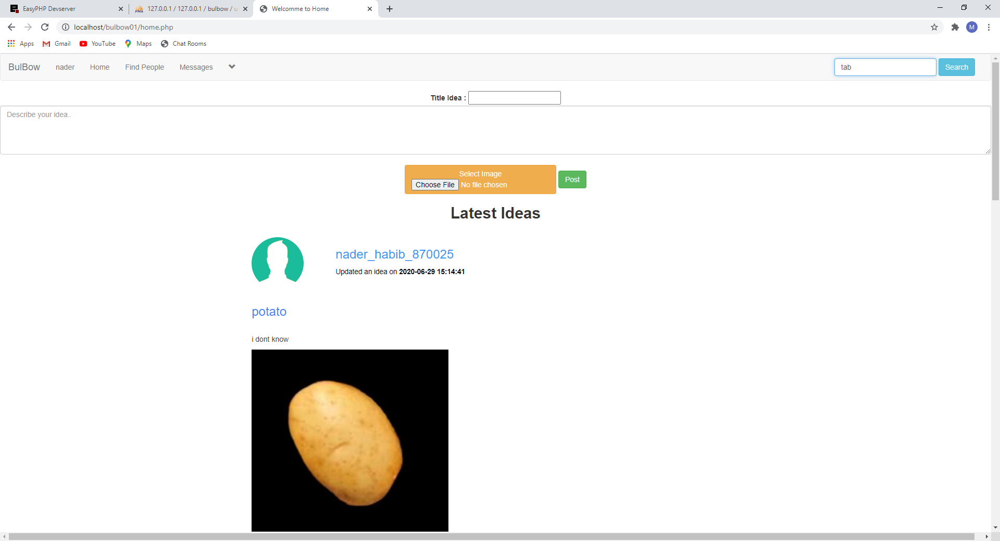 EasyPHP Devserver
127.0.0.1 / 127.0.0.1 / bulbow / u
Welcomme to Home
localhost/bulbow01/home.php
M
Apps
Gmail
YouTube
Maps
Chat Rooms
BulBow
nader
Home
Find People
Messages
tab
Search
Title Idea :
Describe your idea..
Select Image
Choose File No file chosen
Post
Latest Ideas
nader_habib_870025
Updated an idea on 2020-06-29 15:14:41
potato
i dont know